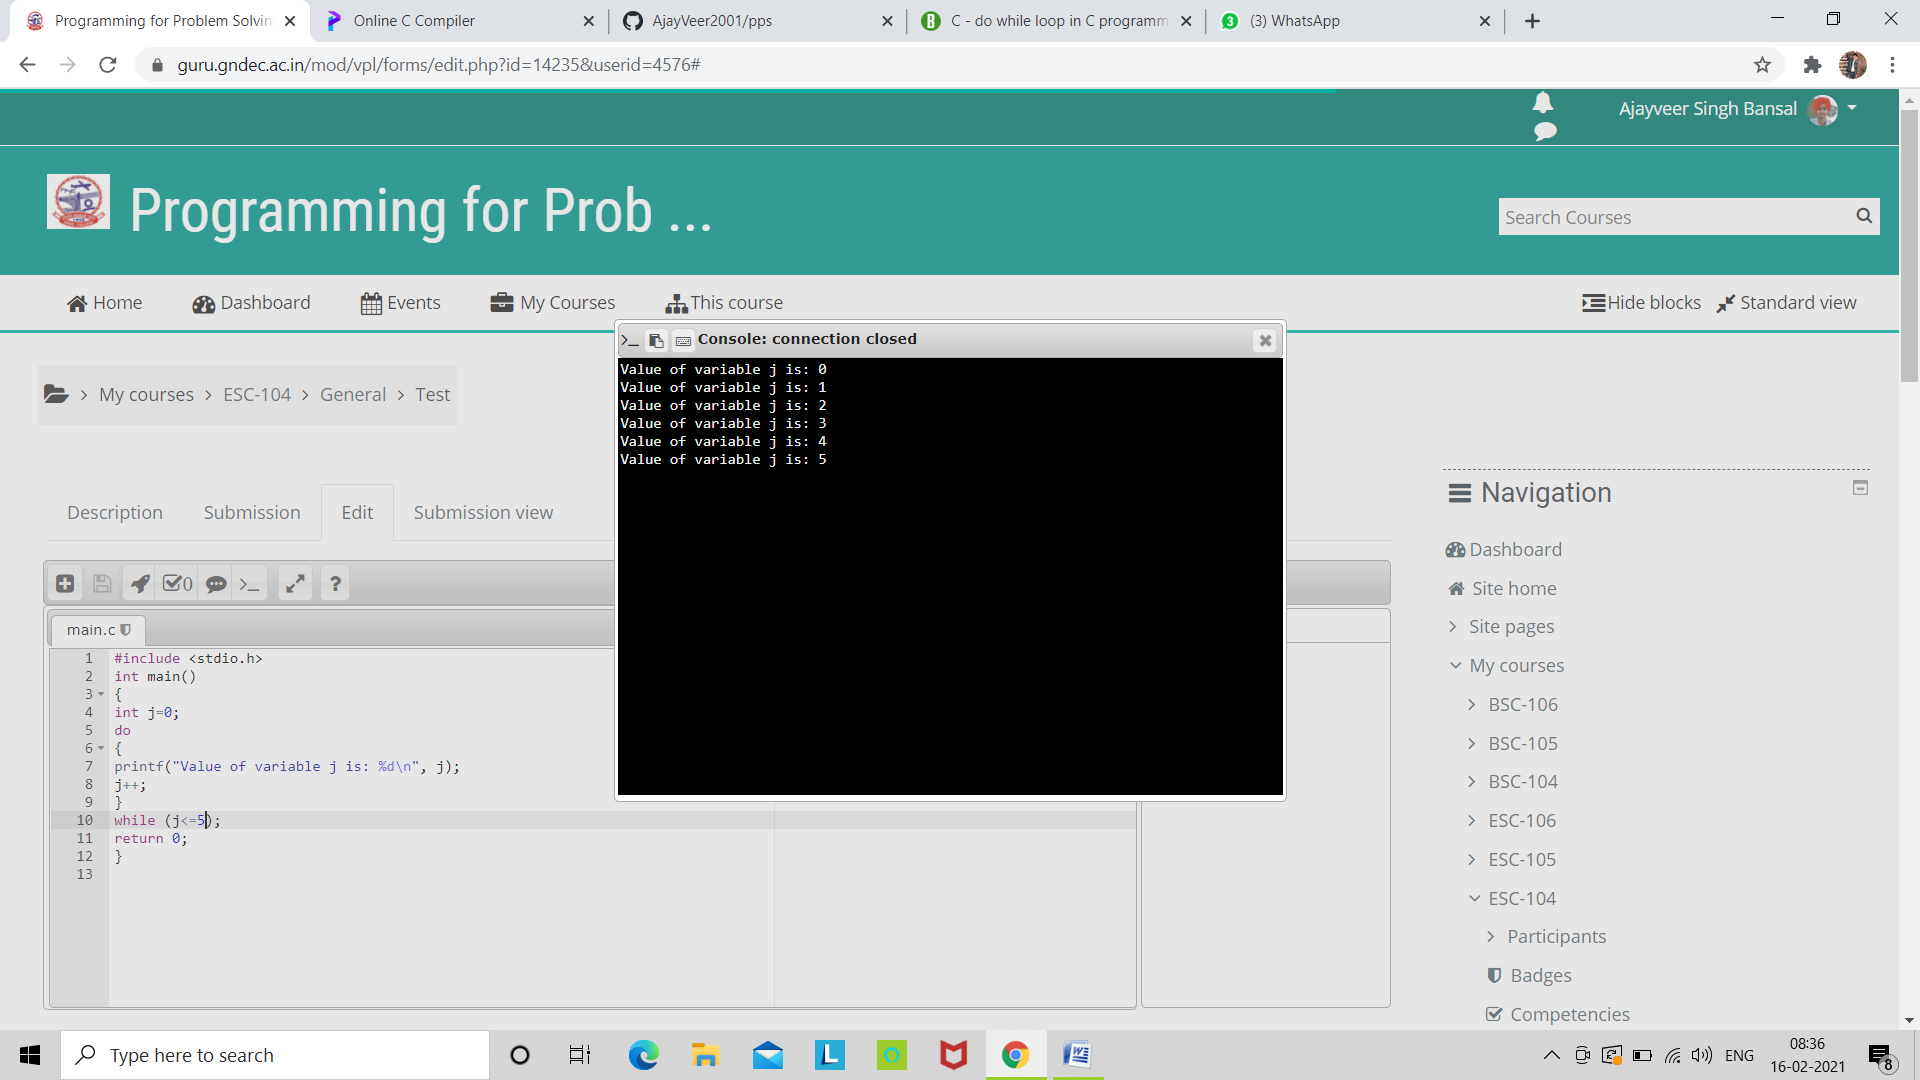 Programming for Problem Solvin
Online C Compiler
AjayVeer2001/pps
C - do while loop in C programm
(3) WhatsApp
guru.gndec.ac.in/mod/vpl/forms/edit.php?id=14235&userid=4576#
Ajayveer Singh Bansal
Programming for Prob ...
Search Courses
Home
Dashboard
Events
My Courses
This course
Hide blocks
Standard view
Console: connection closed
Value of variable j is: 0
Value of variable j is: 1
Value of variable j is: 2
Value of variable j is: 3
Value of variable j is: 4
Value of variable j is: 5
> My courses > ESC-104 > General > Test
Description
Submission
Edit
Submission view
0
?
main.c
1 #include <stdio.h>
2 int main()
3 {
4 int j=0;
5 do
6 {
7 printf("Value of variable j is: %d\n", j);
8 j++;
9 }
10 while (j<=5);
11 return 0;
12 }
13
Navigation
Dashboard
Site home
Site pages
My courses
BSC-106
BSC-105
BSC-104
ESC-106
ESC-105
ESC-104
Participants
Badges
Competencies
Type here to search
ENG
08:36
16-02-2021
8